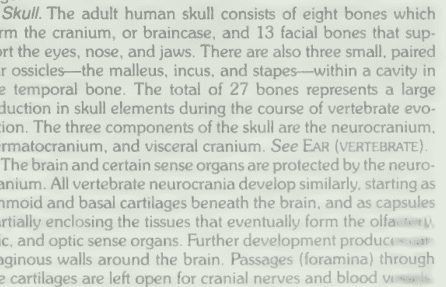 Skull. The adult human skull consists of eight bones which
rm the cranium, or braincase, and 13 facial bones that sup-
rt the eyes, nose, and jaws. There are also three small, paired
r ossicles—the malleus, incus, and stapes—within a cavity in
e temporal bone. The total of 27 bones represents a large
duction in skull elements during the course of vertebrate evo-
tion. The three components of the skull are the neurocranium,
rmatocranium, and visceral cranium. See EAR (VERTEBRATE).
The brain and certain sense organs are protected by the neuro-
anium. All vertebrate neurocrania develop similarly, starting as
hmoid and basal cartilages beneath the brain, and as capsules
rtially enclosing the tissues that eventually form the
ic, and optic sense organs. Further development
aginous walls around the brain. Passages (foramina) through
e cartilages are left open for cranial nerves and blood